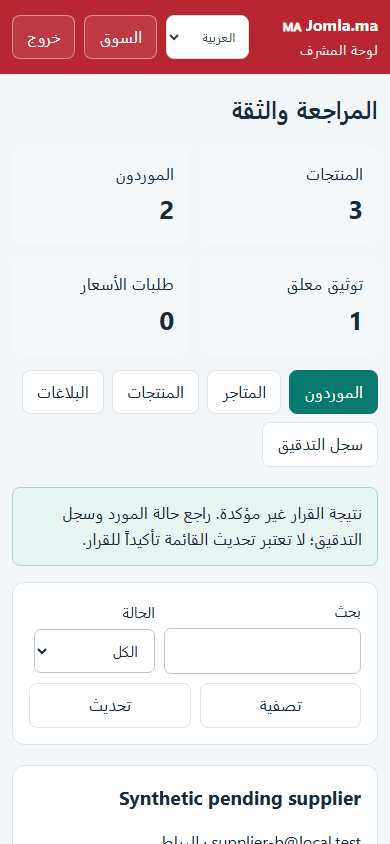 MA Jomla.ma
لوحة المشرف
العربية
السوق
خروج
المراجعة والثقة
المنتجات
3
الموردون
2
توثيق معلق
1
طلبات الأسعار
0
الموردون
المتاجر
المنتجات
البلاغات
سجل التدقيق
نتيجة القرار غير مؤكدة. راجع حالة المورد وسجل
التدقيق؛ لا تعتبر تحديث القائمة تأكيداً للقرار.
بحث
الحالة
الكل
تصفية
تحديث
Synthetic pending supplier
supplier-b@local.test · الرباط